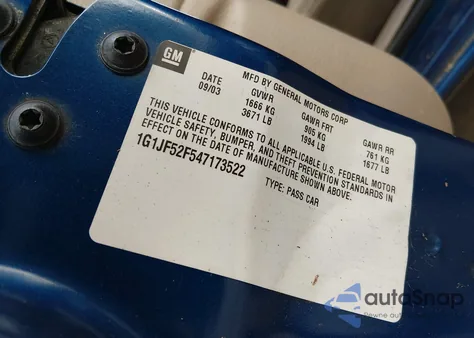 GM
MFD BY GENERAL MOTORS CORP
DATE GVWR GAWR FRT GAWR RR
09/03 1666 KG 905 KG 761 KG
3671 LB 1994 LB 1677 LB
THIS VEHICLE CONFORMS TO ALL APPLICABLE U.S. FEDERAL MOTOR
VEHICLE SAFETY, BUMPER, AND THEFT PREVENTION STANDARDS IN
EFFECT ON THE DATE OF MANUFACTURE SHOWN ABOVE.
1G1JF52F547173522
TYPE: PASS CAR
autoSnap
Pewne auto